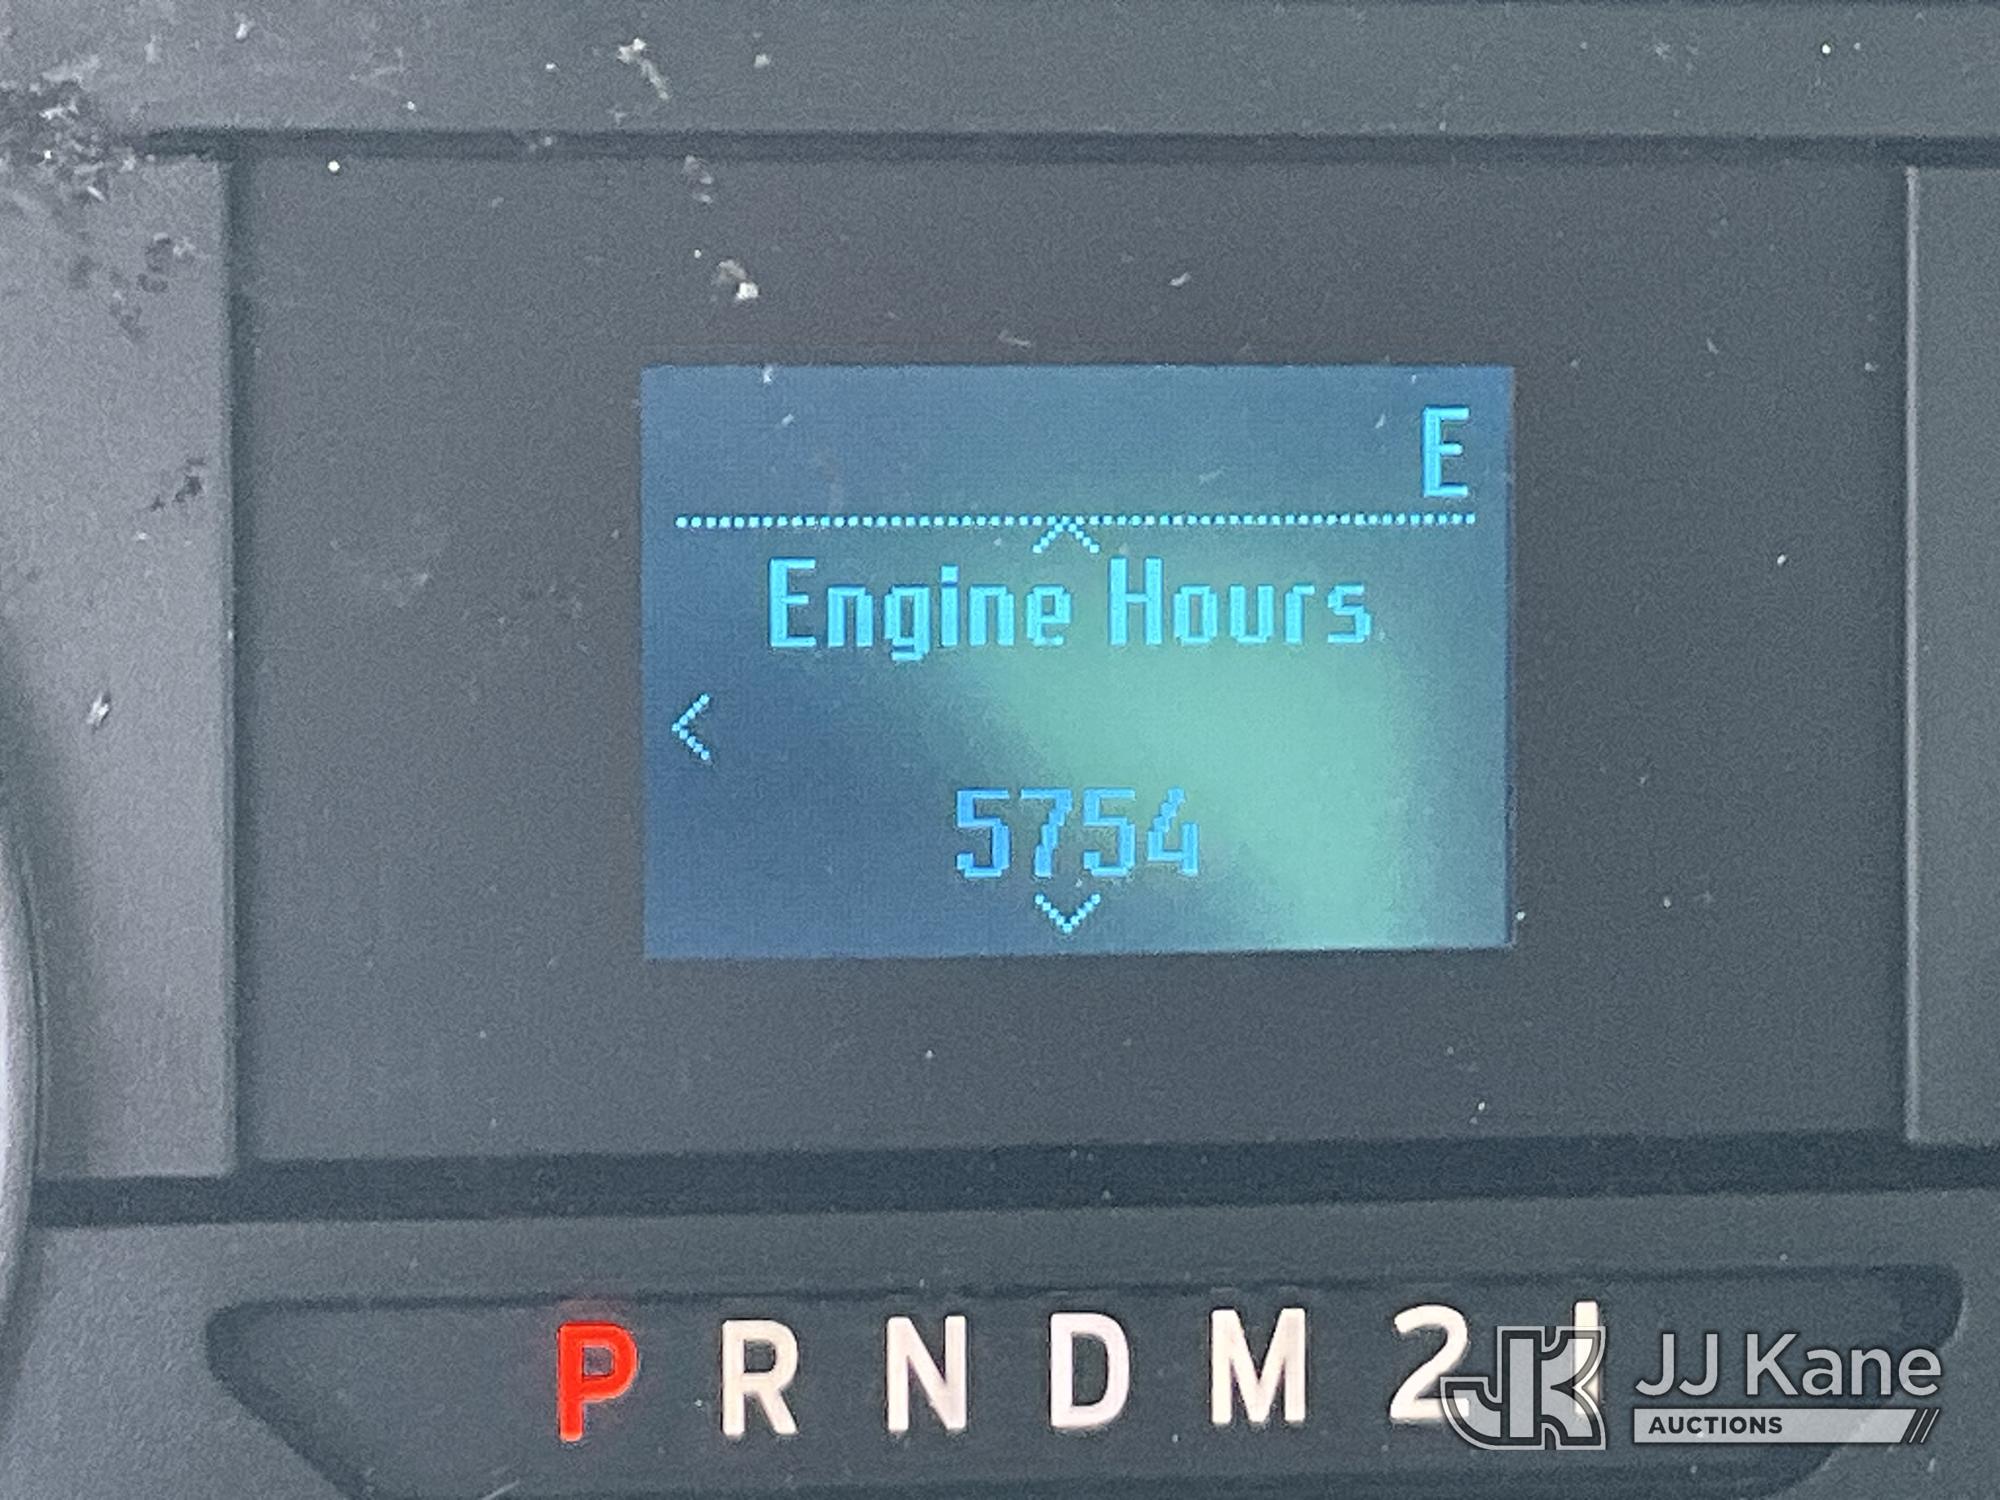 E
Engine Hours
5754
P R N D M 2 1
JJ Kane
AUCTIONS